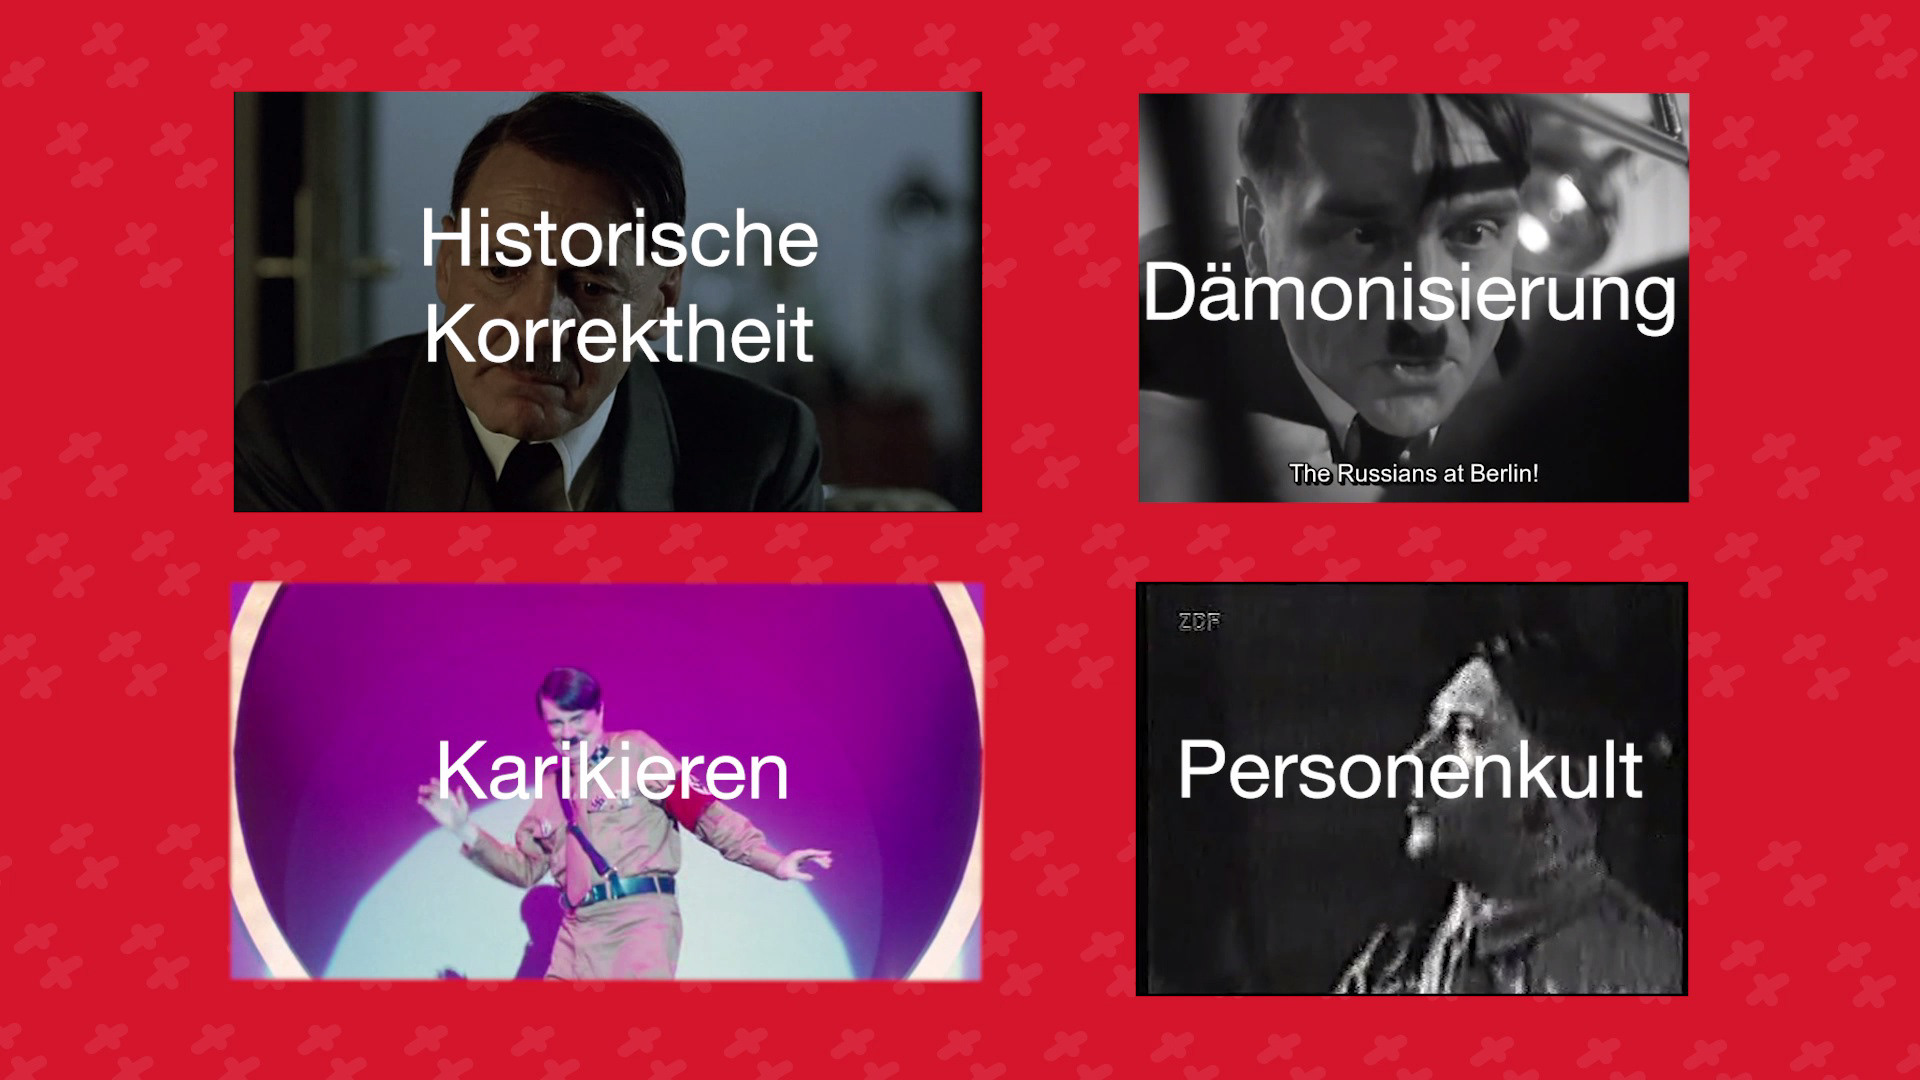 Historische
Korrektheit
Dämonisierung
The Russians at Berlin!
Karikieren
ZDF
Personenkult